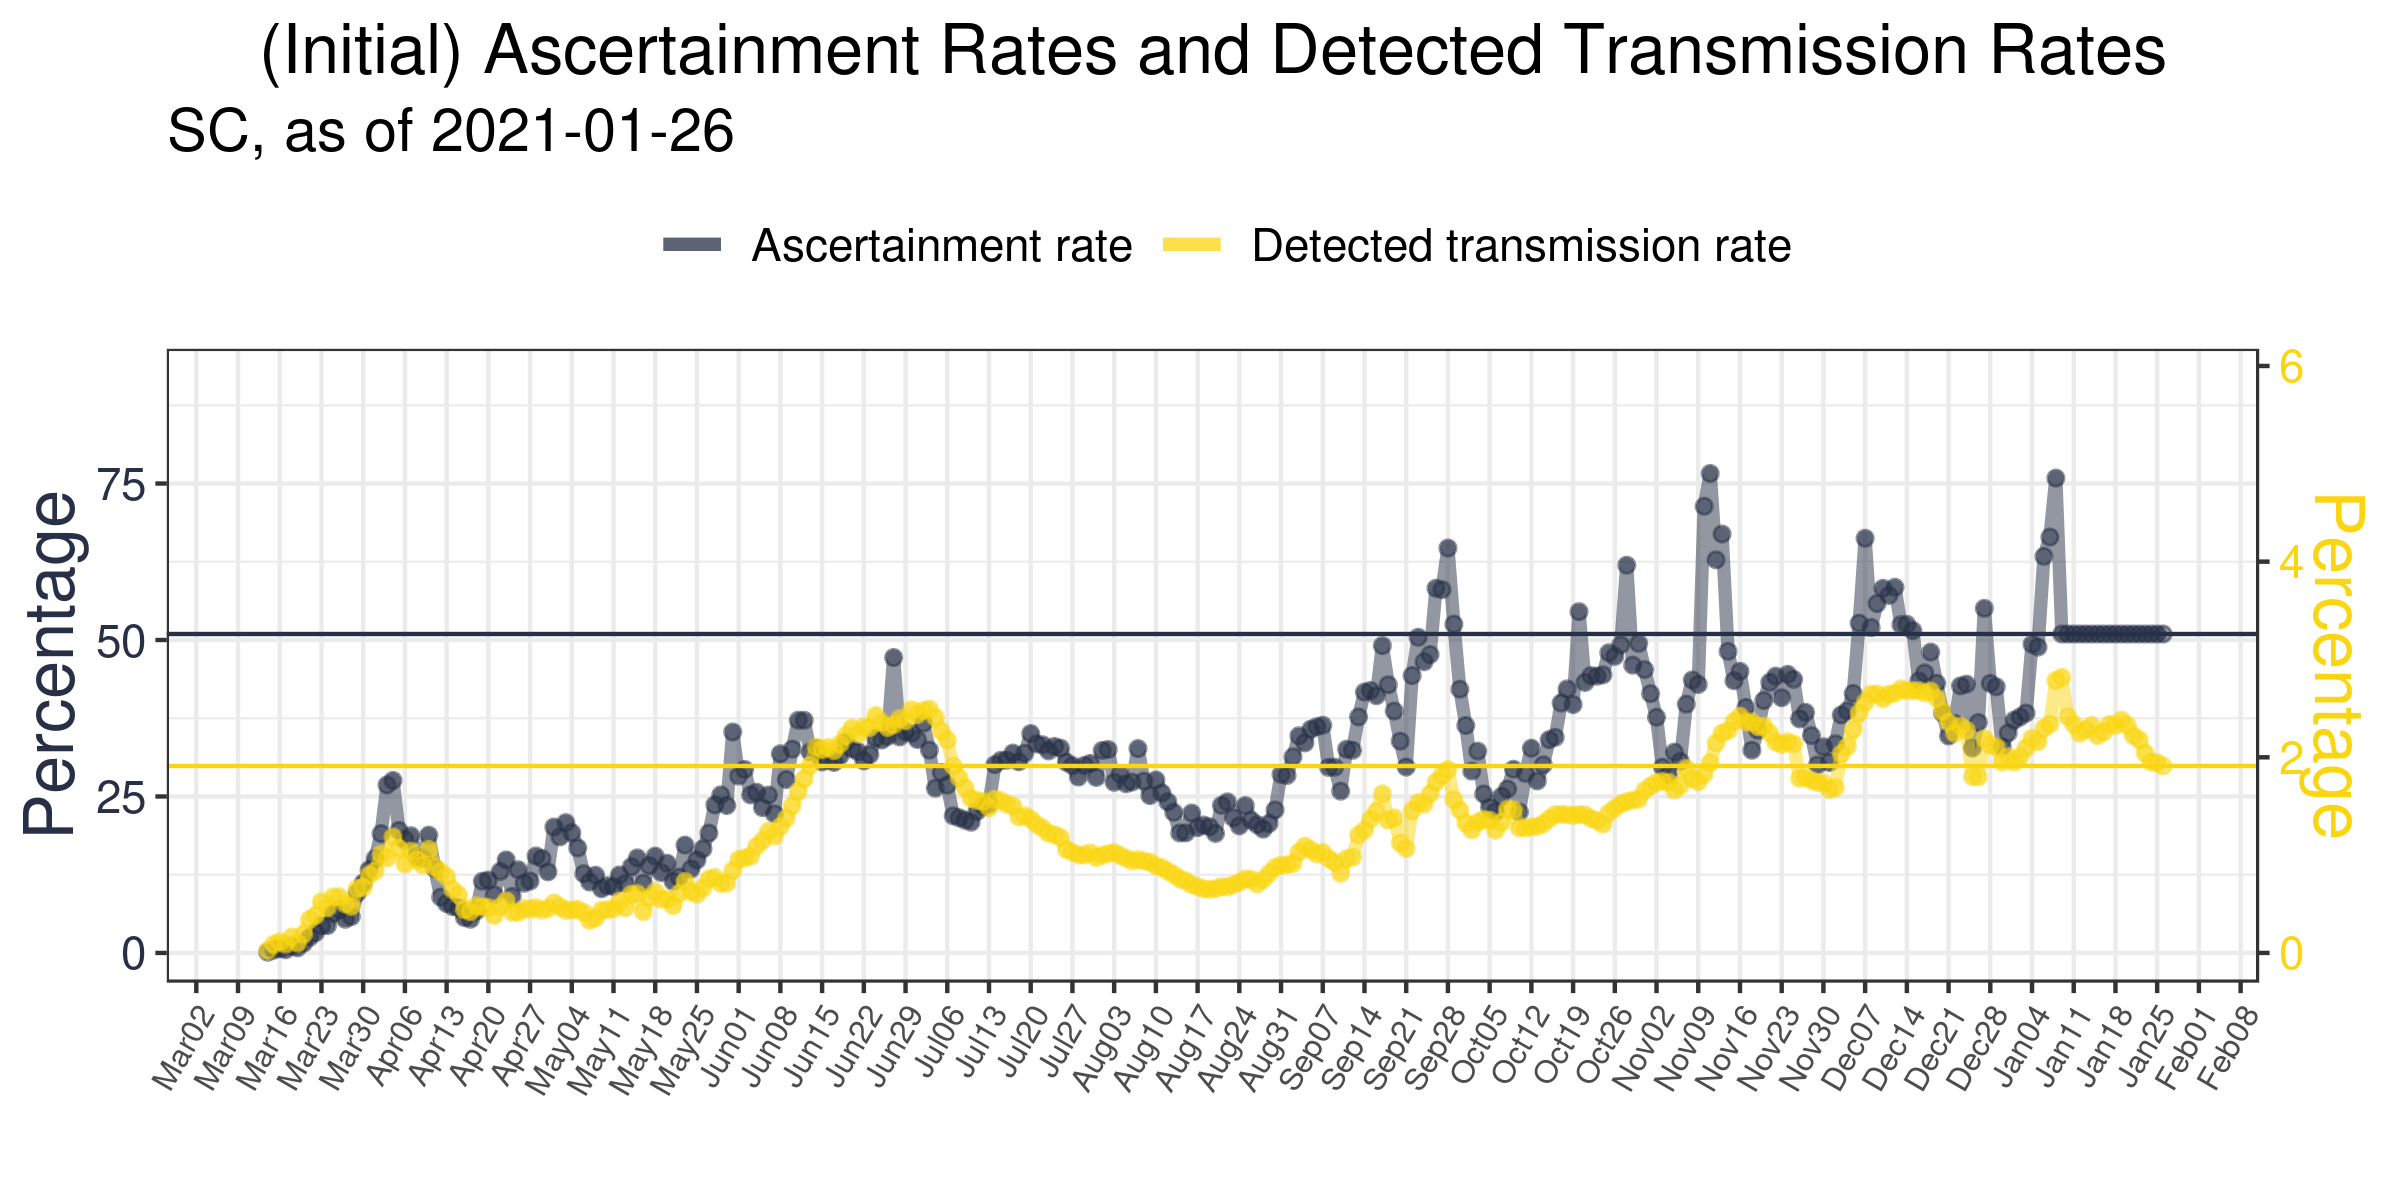 (Initial) Ascertainment Rates and Detected Transmission Rates
SC, as of 2021-01-26
Ascertainment rate
Detected transmission rate
Percentage
75
50
25
0
6
4
2
0
Percentage
Mar02
Mar09
Mar16
Mar23
Mar30
Apr06
Apr13
Apr20
Apr27
May04
May11
May18
May25
Jun01
Jun08
Jun15
Jun22
Jun29
Jul06
Jul13
Jul20
Jul27
Aug03
Aug10
Aug17
Aug24
Aug31
Sep07
Sep14
Sep21
Sep28
Oct05
Oct12
Oct19
Oct26
Nov02
Nov09
Nov16
Nov23
Nov30
Dec07
Dec14
Dec21
Dec28
Jan04
Jan11
Jan18
Jan25
Feb01
Feb08